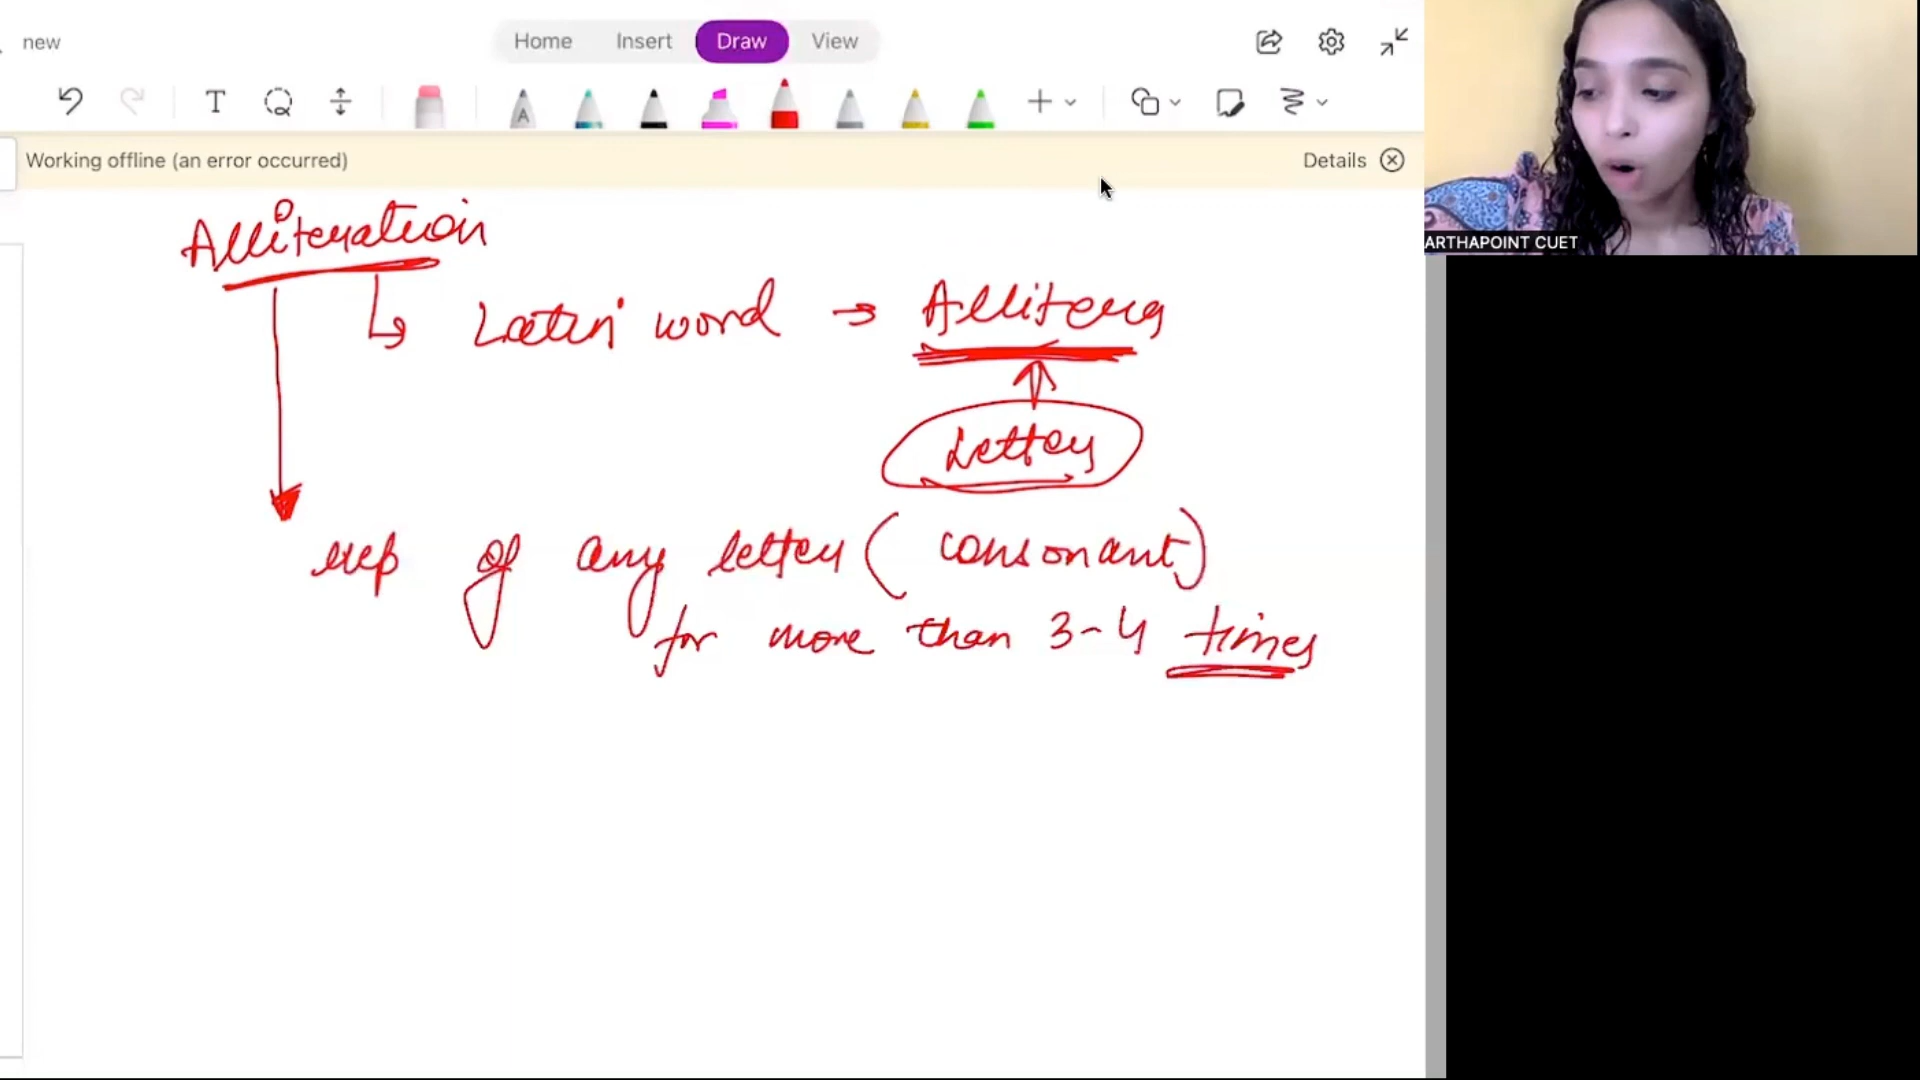 new
Home Insert Draw View
T
A
Working offline (an error occurred)
Details
ARTHAPOINT CUET
Alliteration
Latin word → Allitera
Letter
rep of any letter (consonant)
for more than 3-4 times